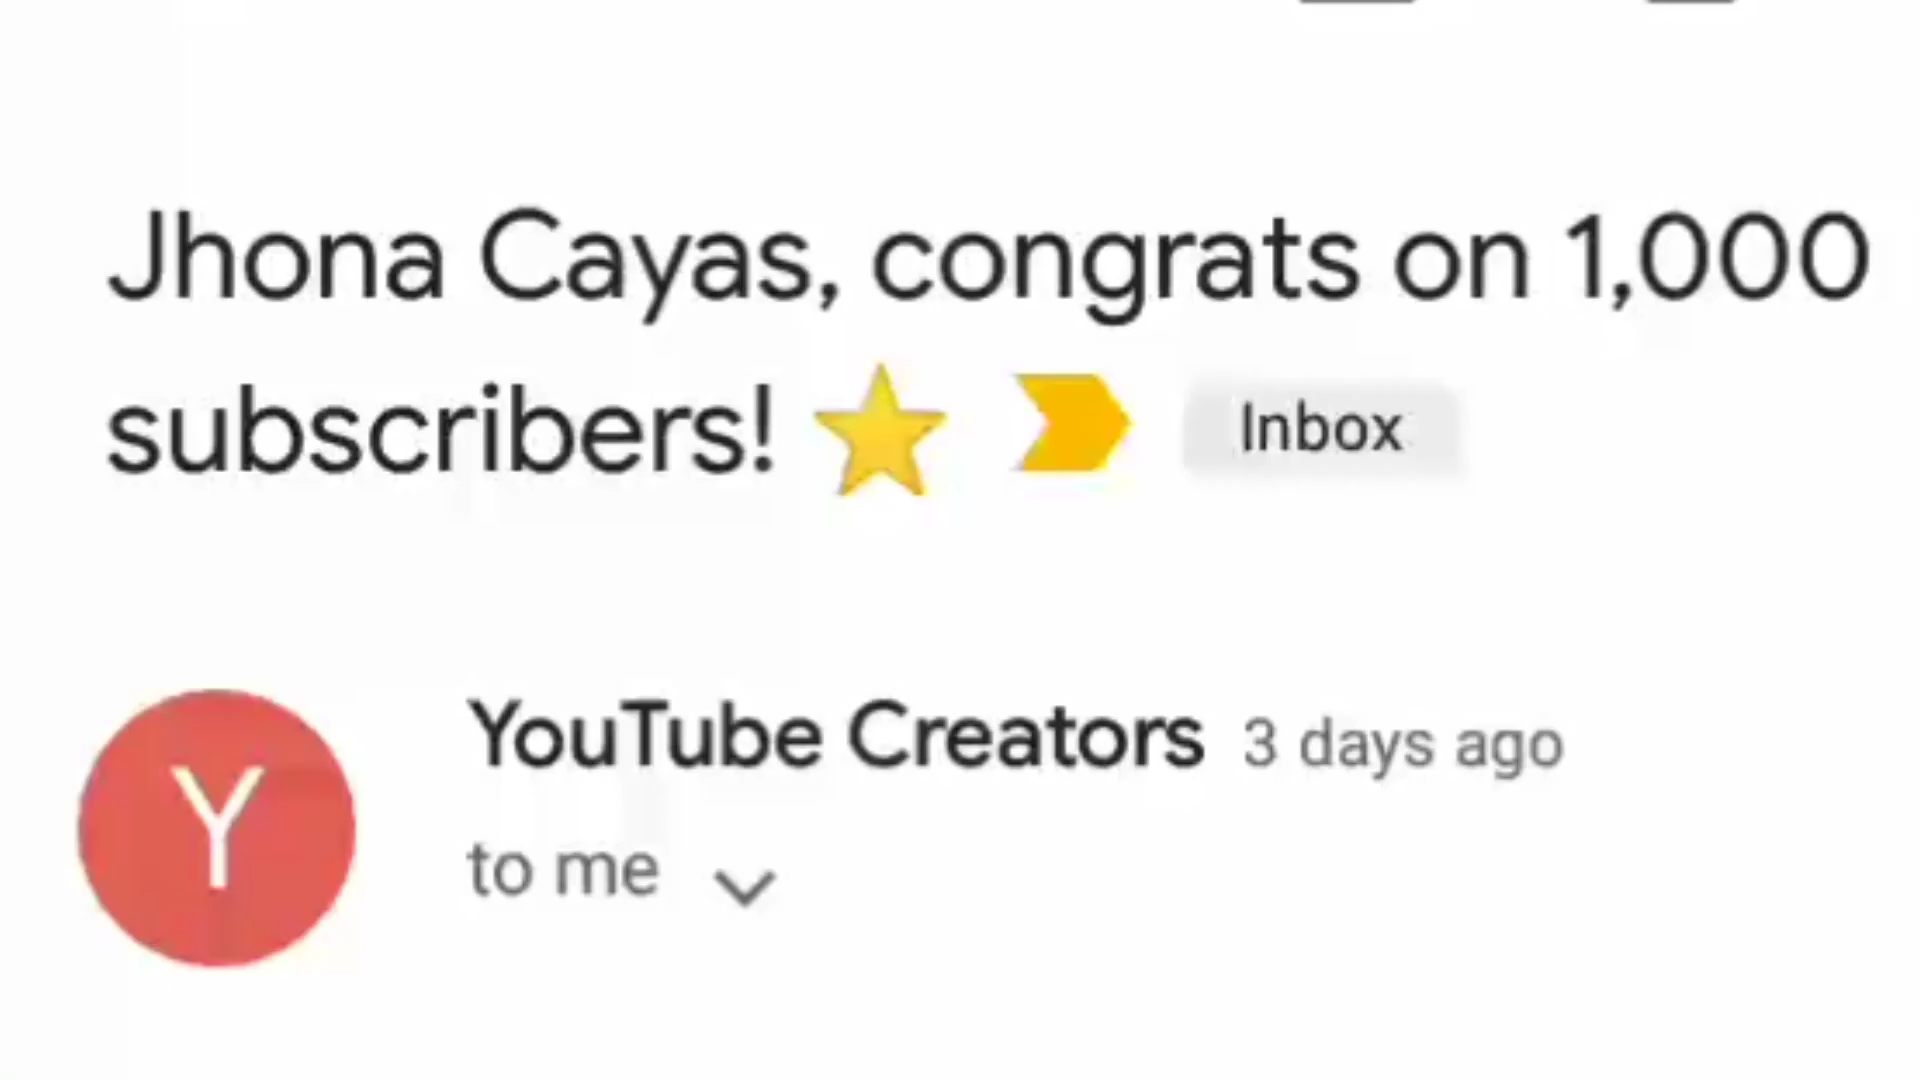 Jhona Cayas, congrats on 1,000
subscribers! ⭐ Inbox
Y
YouTube Creators 3 days ago
to me